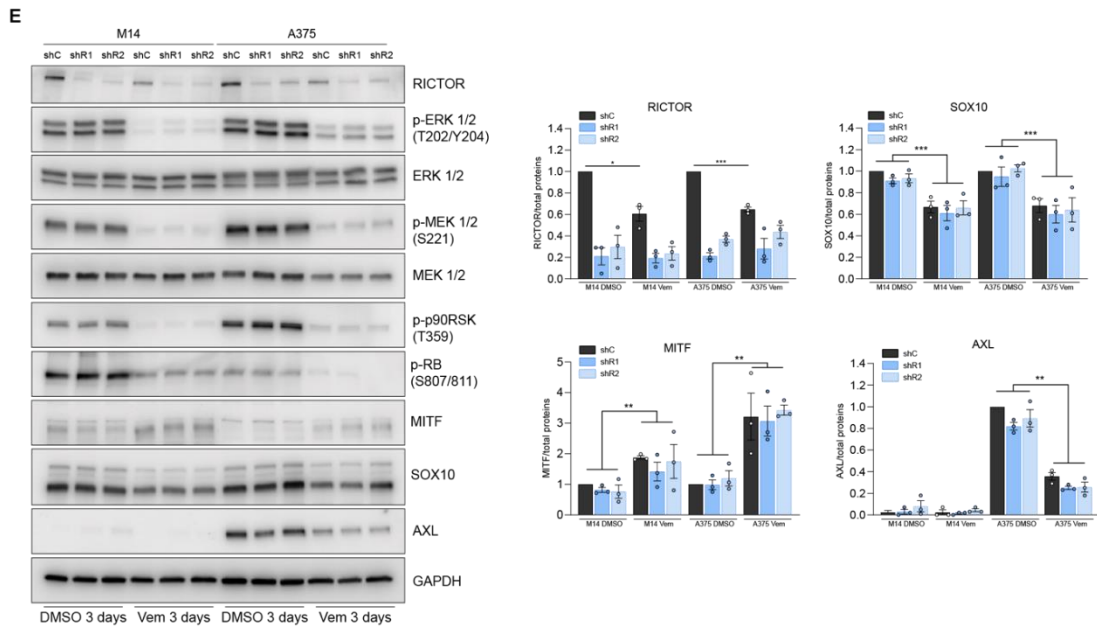 E
M14 A375
shC shR1 shR2 shC shR1 shR2 shC shR1 shR2 shC shR1 shR2
RICTOR
p-ERK 1/2
(T202/Y204)
ERK 1/2
p-MEK 1/2
(S221)
MEK 1/2
p-p90RSK
(T359)
p-RB
(S807/811)
MITF
SOX10
AXL
GAPDH
DMSO 3 days Vem 3 days DMSO 3 days Vem 3 days
RICTOR
shC
shR1
shR2
RICTOR/total proteins
1.4
1.2
1.0
0.8
0.6
0.4
0.2
0.0
* ***
M14 DMSO M14 Vem A375 DMSO A375 Vem
SOX10
shC
shR1
shR2
SOX10/total proteins
1.4
1.2
1.0
0.8
0.6
0.4
0.2
0.0
*** ***
M14 DMSO M14 Vem A375 DMSO A375 Vem
MITF
shC
shR1
shR2
MITF/total proteins
5
4
3
2
1
0
** **
M14 DMSO M14 Vem A375 DMSO A375 Vem
AXL
shC
shR1
shR2
AXL/total proteins
1.4
1.2
1.0
0.8
0.6
0.4
0.2
0.0
**
M14 DMSO M14 Vem A375 DMSO A375 Vem